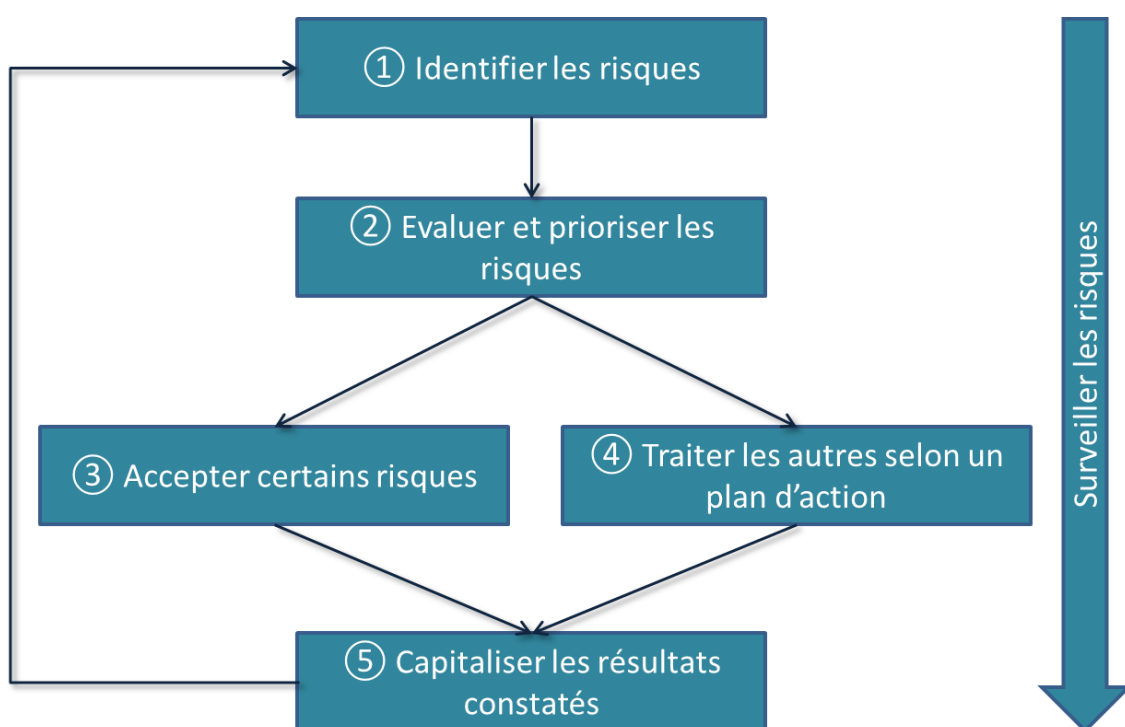 ① Identifier les risques
② Evaluer et prioriser les
risques
③ Accepter certains risques
④ Traiter les autres selon un
plan d’action
⑤ Capitaliser les résultats
constatés
Surveiller les risques